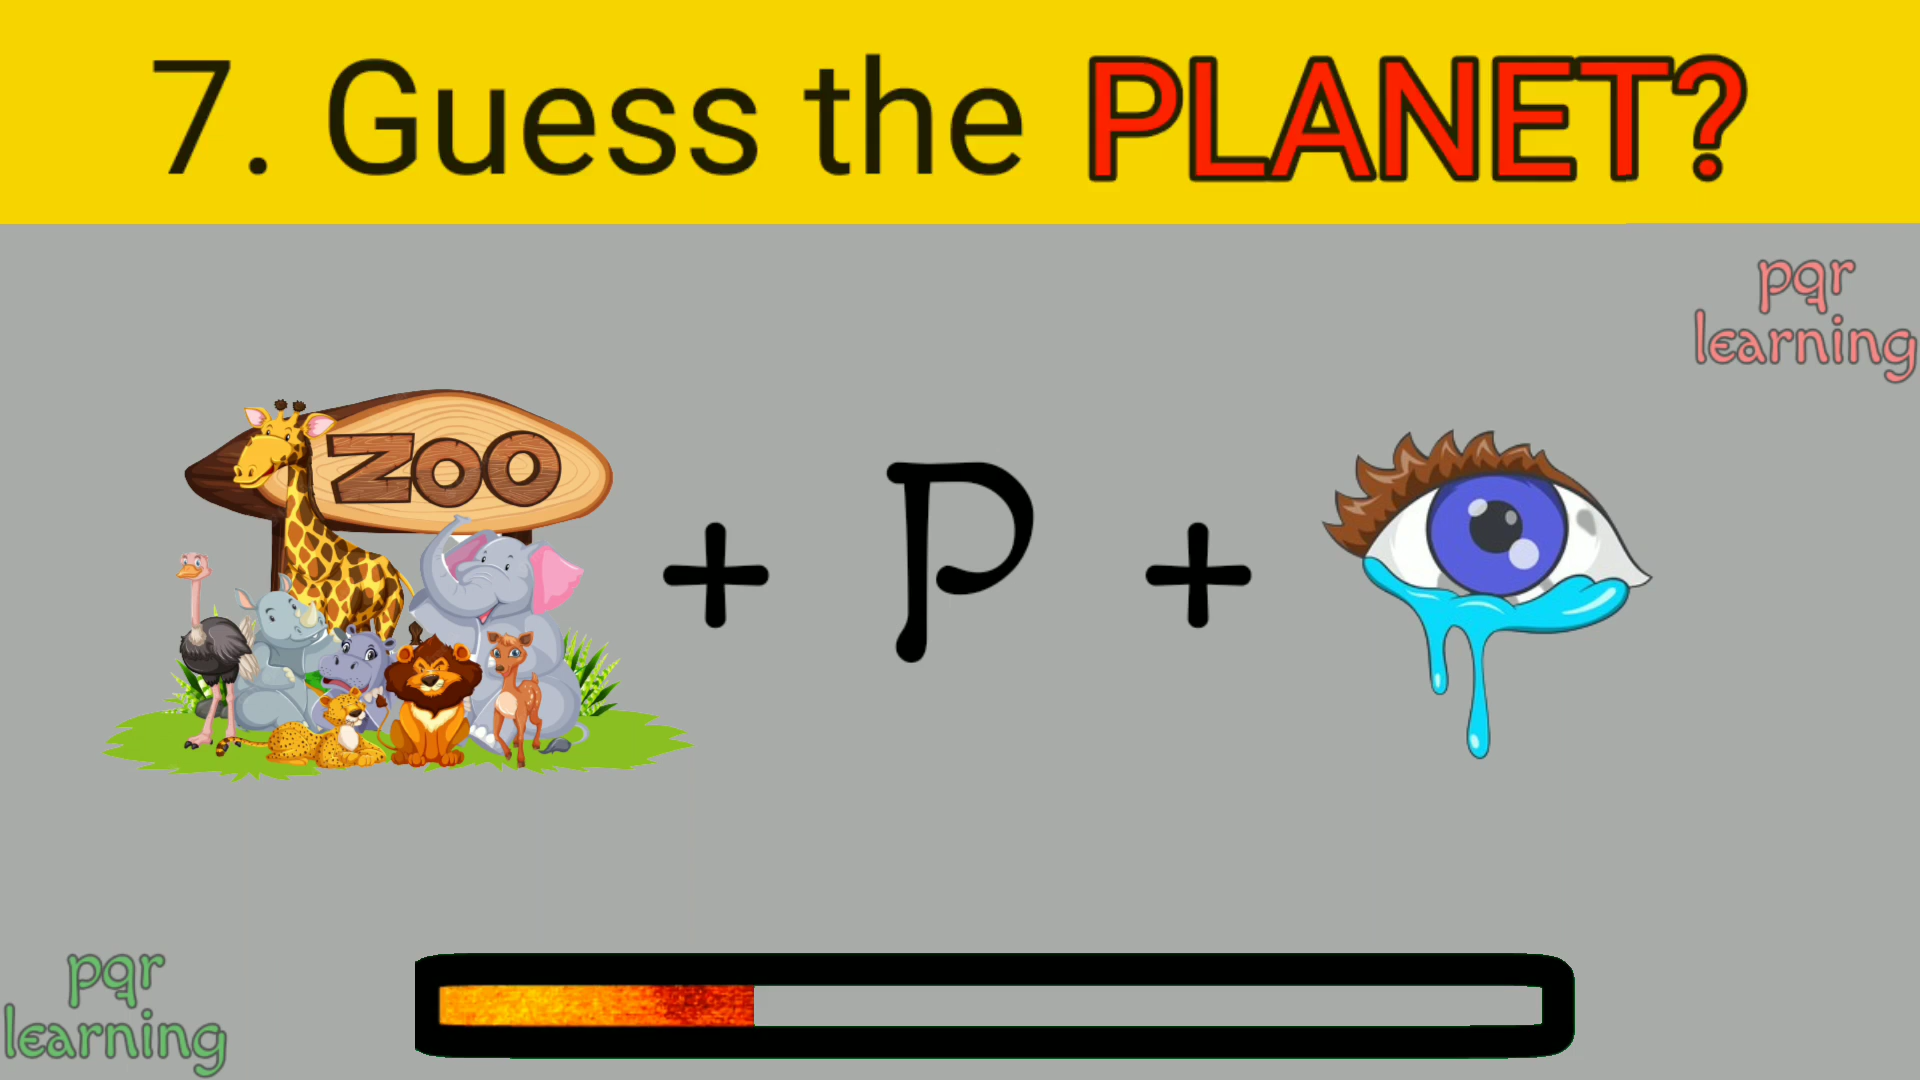 7. Guess the PLANET?
pqr
learning
ZOO
+ P +
pqr
learning